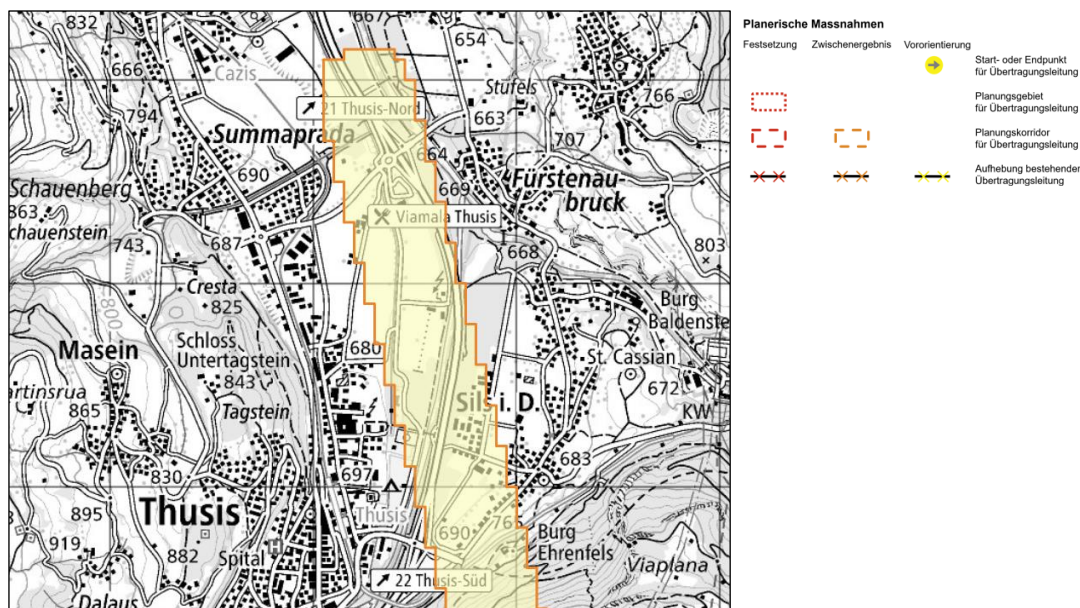 832
667
654
Planerische Massnahmen
Festsetzung Zwischenergebnis Vororientierung
Start- oder Endpunkt
für Übertragungsleitung
Planungsgebiet
für Übertragungsleitung
Planungskorridor
für Übertragungsleitung
Aufhebung bestehender
Übertragungsleitung
666
Cazis
Stufels
766
794
21 Thusis-Nord
663
Summaprada
707
664
690
669
Fürstenau-
bruck
Schauenberg
863
chauenstein
Viamala Thusis
743
687
668
803
Cresta
825
800
Burg
Baldenste
Masein
Schloss
Untertagstein
680
St. Cassian
843
672
artinsrua
865
Tagstein
Sils i. D.
KW
830
697
683
895
Thusis
Thusis
690
76
919
882
Spital
H
Burg
Ehrenfels
Viaplana
22 Thusis-Süd
Dalaus